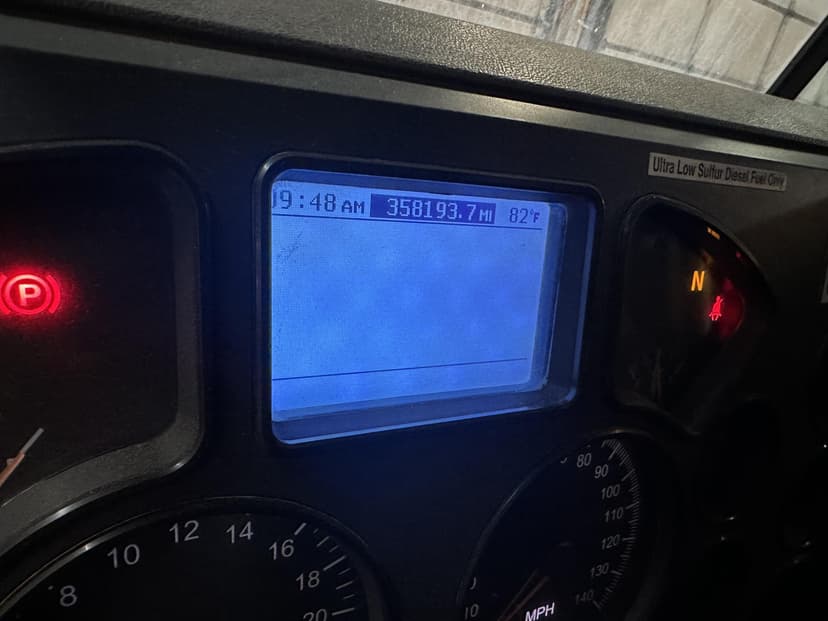 Ultra Low Sulfur Diesel Fuel Only
9:48 AM 358193.7 MI 82°F
P
N
8 10 12 14 16 18 20
80 90 100 110 120 130 140
10
MPH